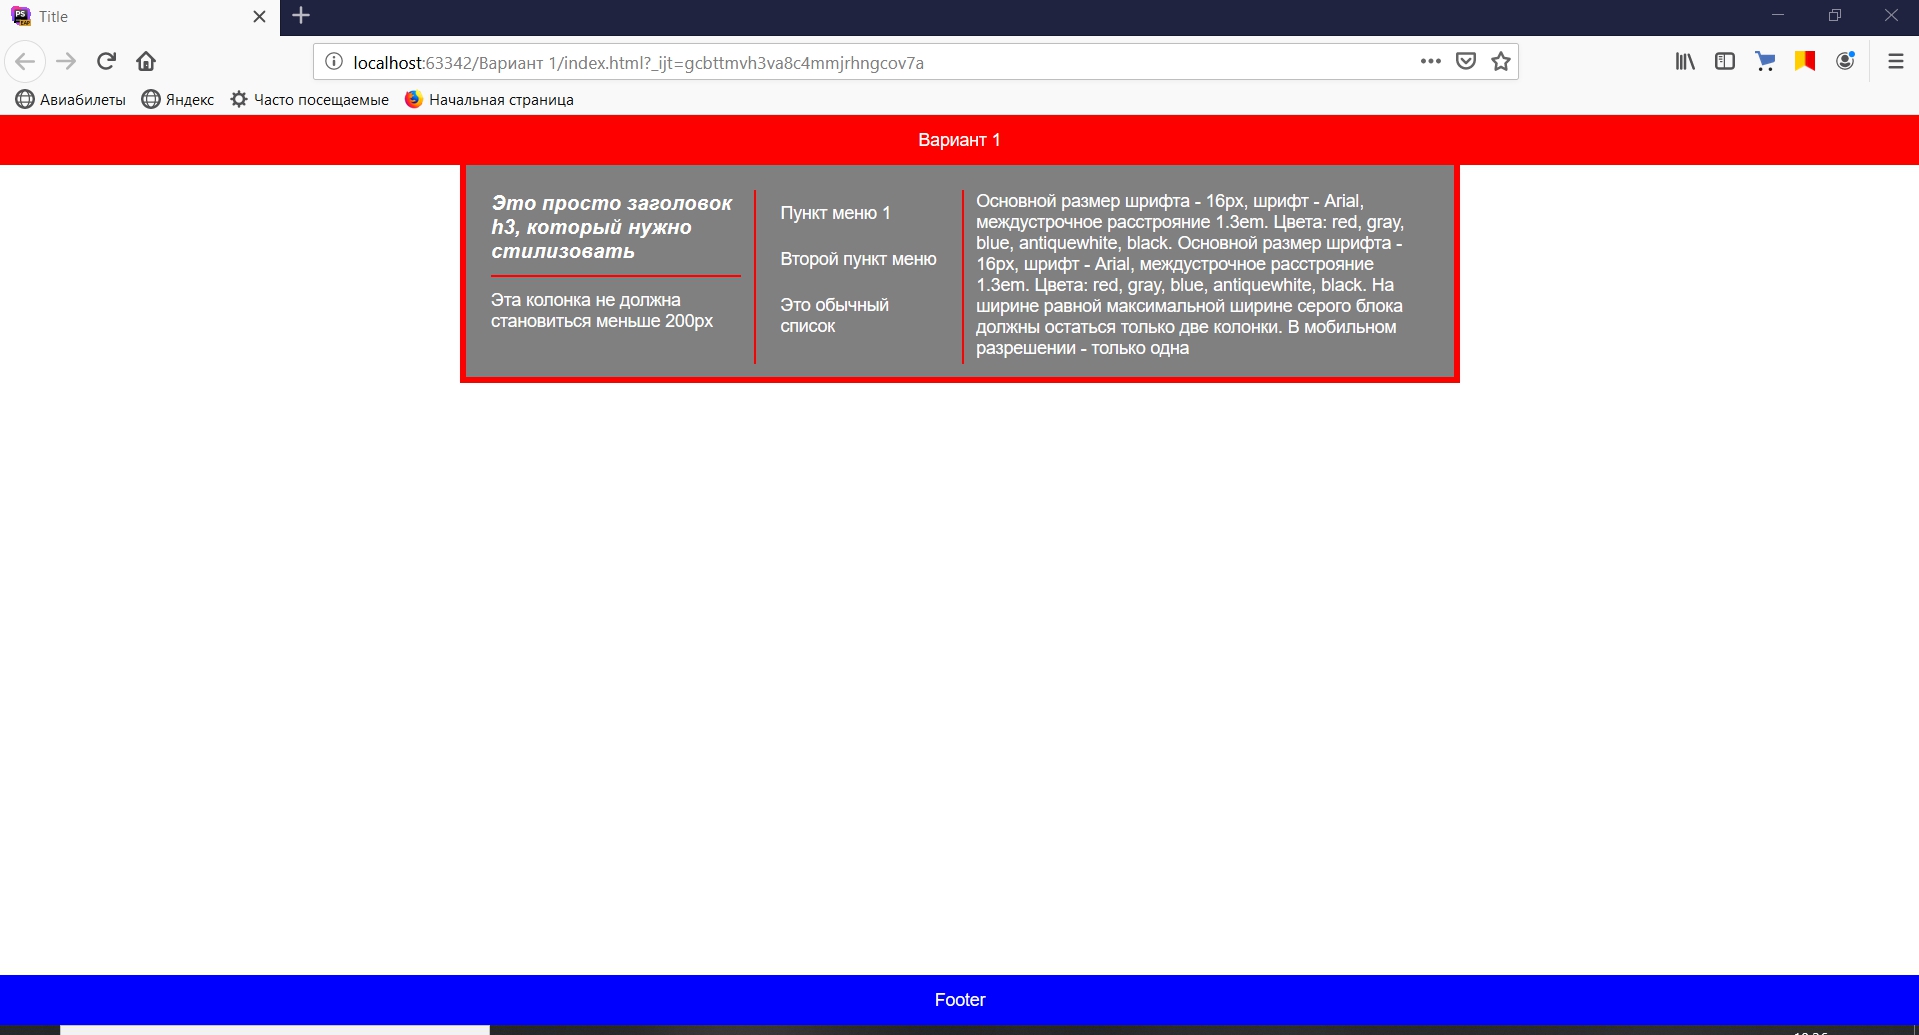 Title
localhost:63342/Вариант 1/index.html?_ijt=gcbttmvh3va8c4mmjrhngcov7a
Авиабилеты Яндекс Часто посещаемые Начальная страница
Вариант 1
Это просто заголовок
h3, который нужно
стилизовать
Эта колонка не должна
становиться меньше 200px
Пункт меню 1
Второй пункт меню
Это обычный
список
Основной размер шрифта - 16px, шрифт - Arial,
междустрочное расстрояние 1.3em. Цвета: red, gray,
blue, antiquewhite, black. Основной размер шрифта -
16px, шрифт - Arial, междустрочное расстрояние
1.3em. Цвета: red, gray, blue, antiquewhite, black. На
ширине равной максимальной ширине серого блока
должны остаться только две колонки. В мобильном
разрешении - только одна
Footer